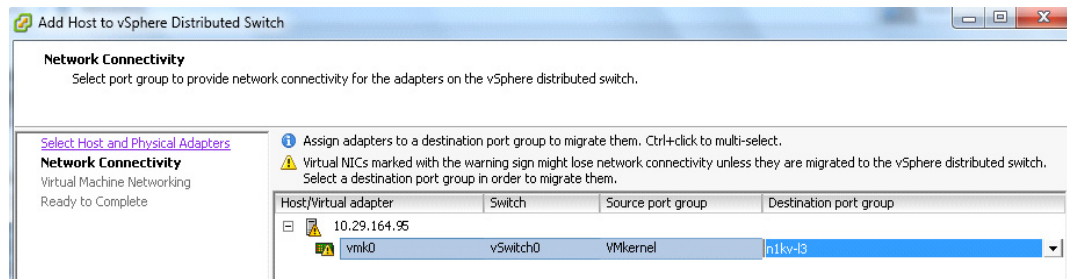 Add Host to vSphere Distributed Switch
Network Connectivity
Select port group to provide network connectivity for the adapters on the vSphere distributed switch.
Select Host and Physical Adapters
Network Connectivity
Virtual Machine Networking
Ready to Complete
Assign adapters to a destination port group to migrate them. Ctrl+click to multi-select.
Virtual NICs marked with the warning sign might lose network connectivity unless they are migrated to the vSphere distributed switch.
Select a destination port group in order to migrate them.
Host/Virtual adapter Switch Source port group Destination port group
10.29.164.95
vmk0 vSwitch0 VMkernel n1kv-l3